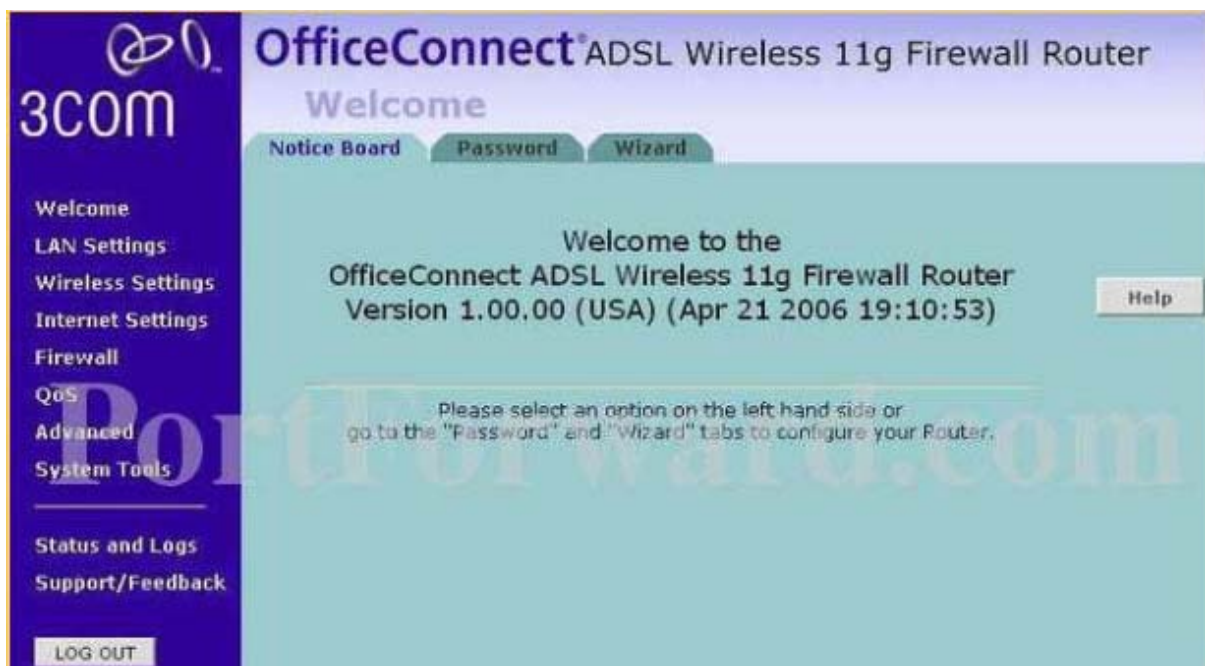 3COM
OfficeConnect® ADSL Wireless 11g Firewall Router
Welcome
Notice Board Password Wizard
Welcome
LAN Settings
Wireless Settings
Internet Settings
Firewall
QoS
Advanced
System Tools
Status and Logs
Support/Feedback
LOG OUT
Welcome to the
OfficeConnect ADSL Wireless 11g Firewall Router
Version 1.00.00 (USA) (Apr 21 2006 19:10:53)
Help
Please select an option on the left hand side or
go to the "Password" and "Wizard" tabs to configure your Router.
PortForward.com